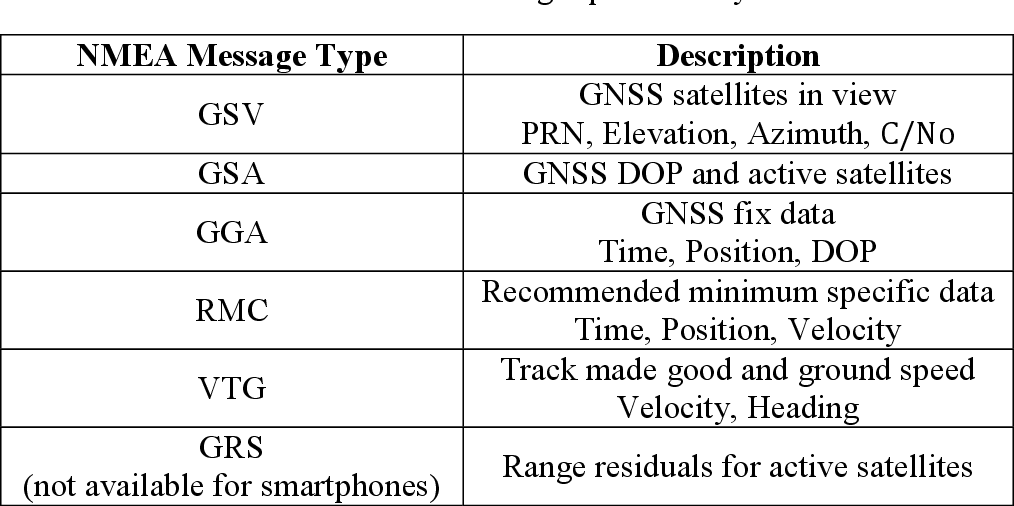 NMEA Message Type
Description
GSV
GNSS satellites in view
PRN, Elevation, Azimuth, C/No
GSA
GNSS DOP and active satellites
GGA
GNSS fix data
Time, Position, DOP
RMC
Recommended minimum specific data
Time, Position, Velocity
VTG
Track made good and ground speed
Velocity, Heading
GRS
(not available for smartphones)
Range residuals for active satellites